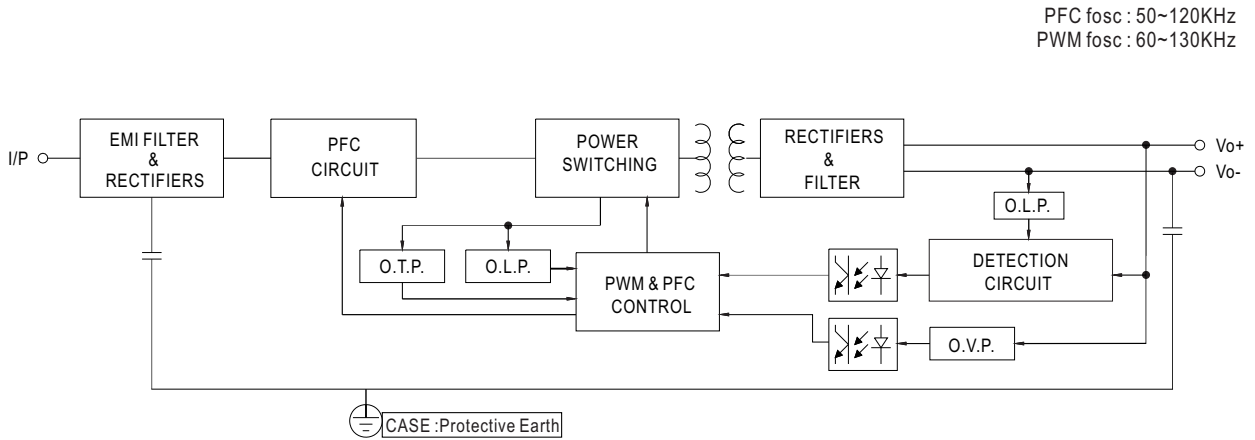 PFC fosc : 50~120KHz
PWM fosc : 60~130KHz
I/P
EMI FILTER
&
RECTIFIERS
PFC
CIRCUIT
POWER
SWITCHING
RECTIFIERS
&
FILTER
Vo+
Vo-
O.L.P.
O.T.P.
O.L.P.
PWM & PFC
CONTROL
DETECTION
CIRCUIT
O.V.P.
CASE :Protective Earth